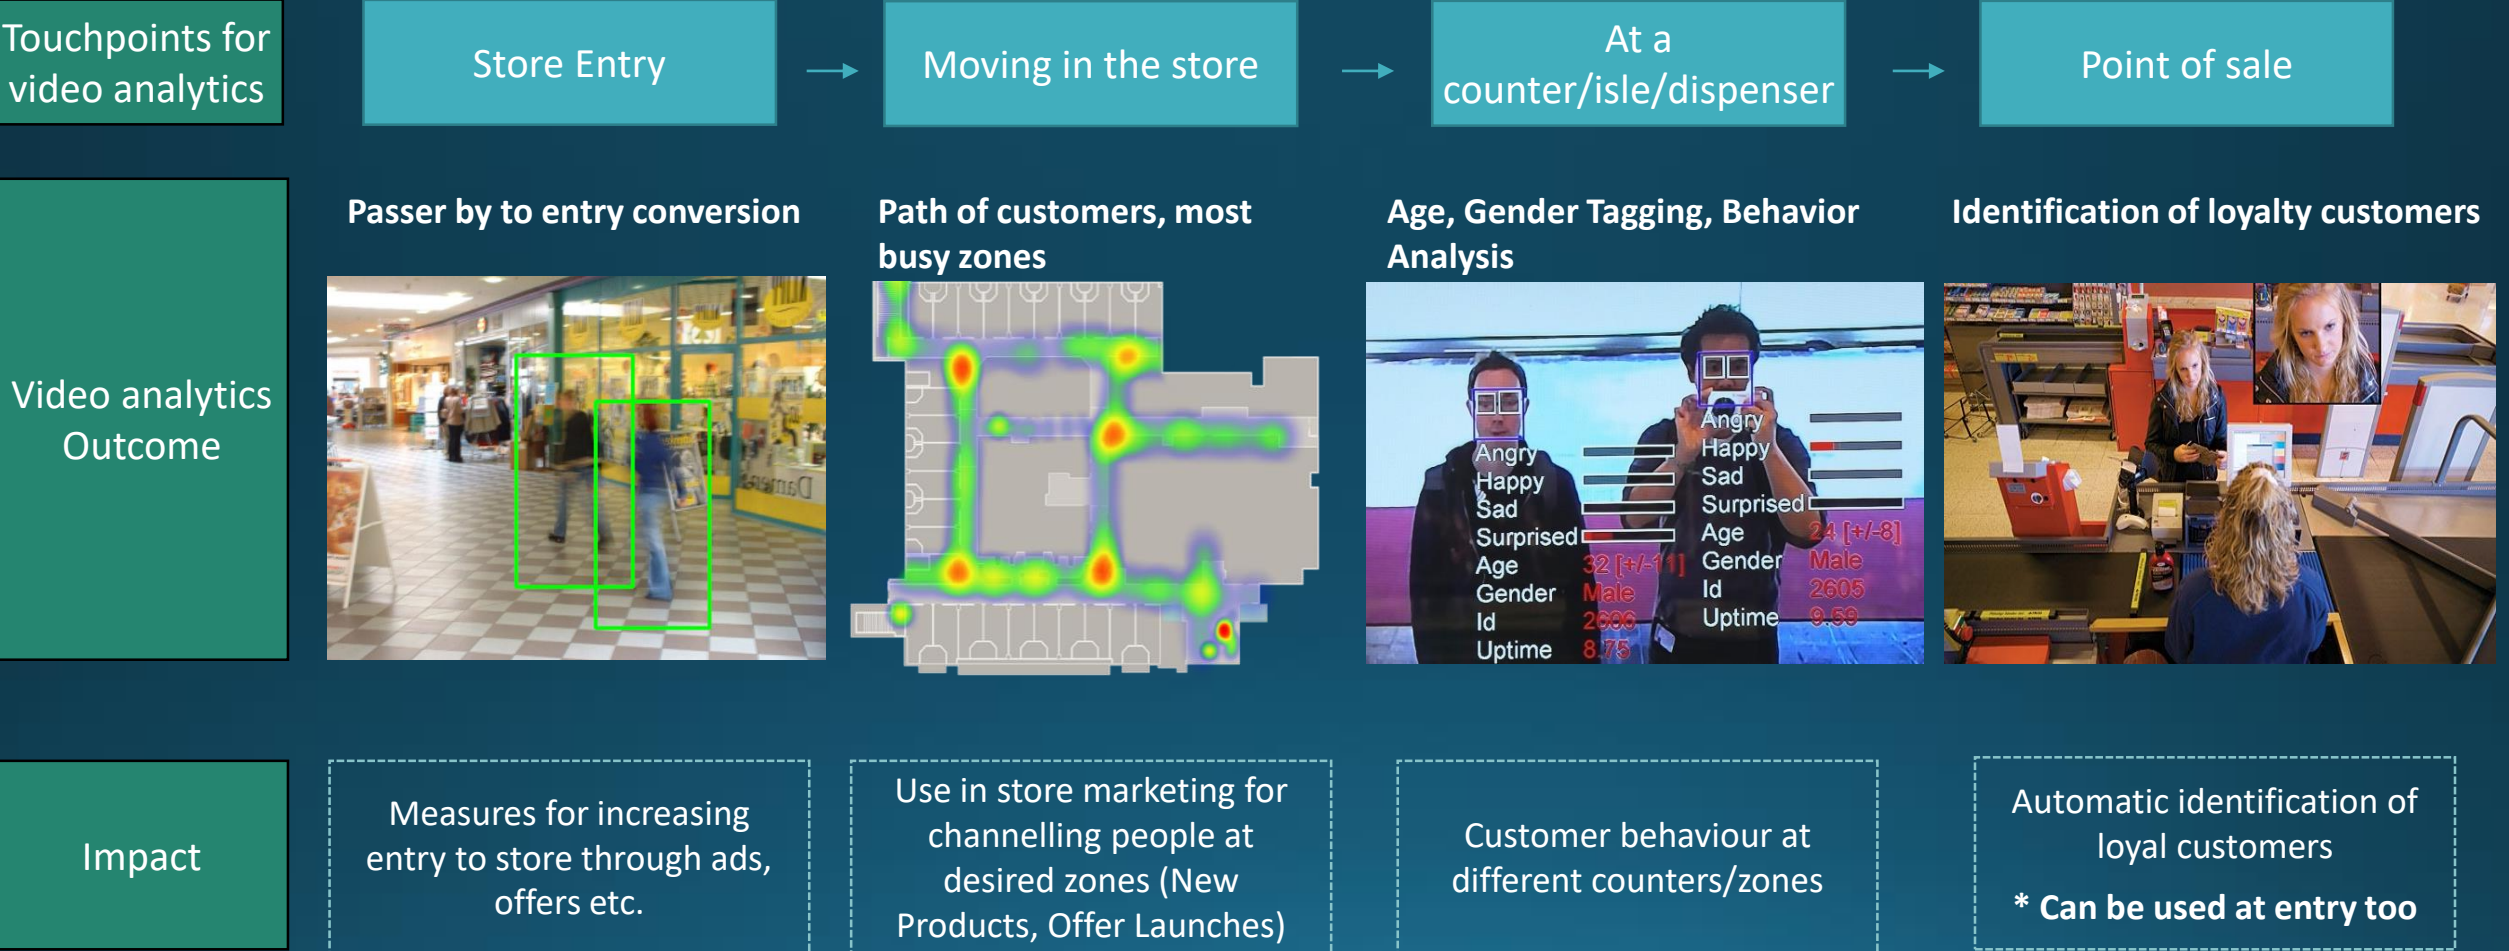 Touchpoints for
video analytics
Store Entry
Moving in the store
At a
counter/isle/dispenser
Point of sale
Video analytics
Outcome
Passer by to entry conversion
Path of customers, most
busy zones
Age, Gender Tagging, Behavior
Analysis
Identification of loyalty customers
Angry
Happy
Sad
Surprised
Age 32 [+/-11]
Gender Male
Id 2606
Uptime 8.75
Angry
Happy
Sad
Surprised
Age 24 [+/-8]
Gender Male
Id 2605
Uptime 9.59
Impact
Measures for increasing
entry to store through ads,
offers etc.
Use in store marketing for
channelling people at
desired zones (New
Products, Offer Launches)
Customer behaviour at
different counters/zones
Automatic identification of
loyal customers
* Can be used at entry too